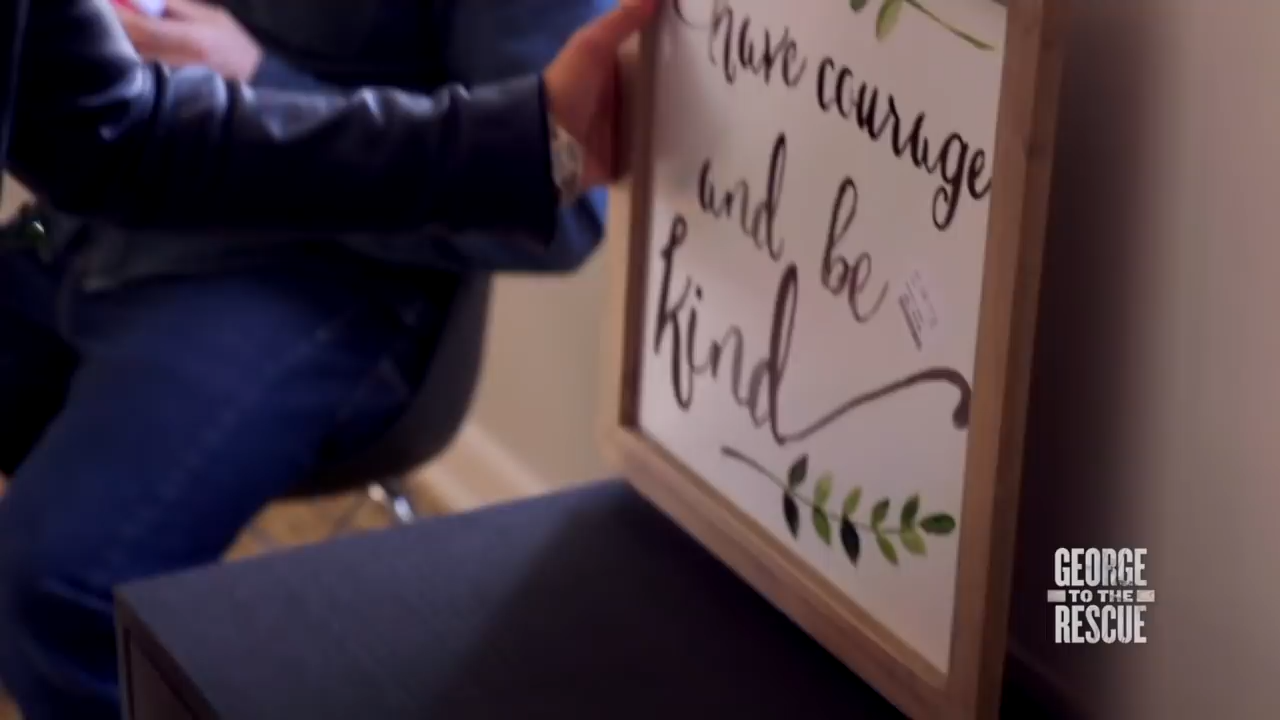 have courage
and be
kind
GEORGE
TO THE
RESCUE